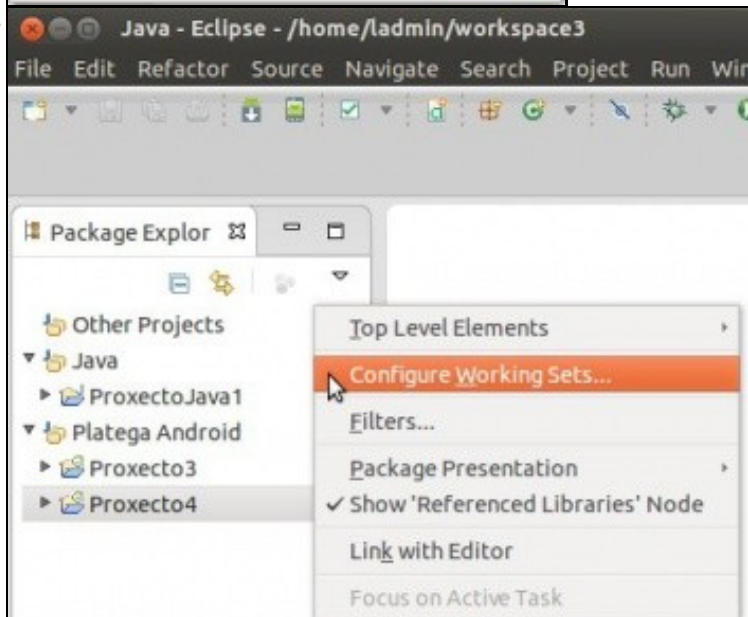 Java - Eclipse - /home/ladmin/workspace3
File Edit Refactor Source Navigate Search Project Run
Package Explor
Other Projects
Java
ProxectoJava1
Platega Android
Proxecto3
Proxecto4
Top Level Elements
Configure Working Sets...
Filters...
Package Presentation
✓ Show 'Referenced Libraries' Node
Link with Editor
Focus on Active Task